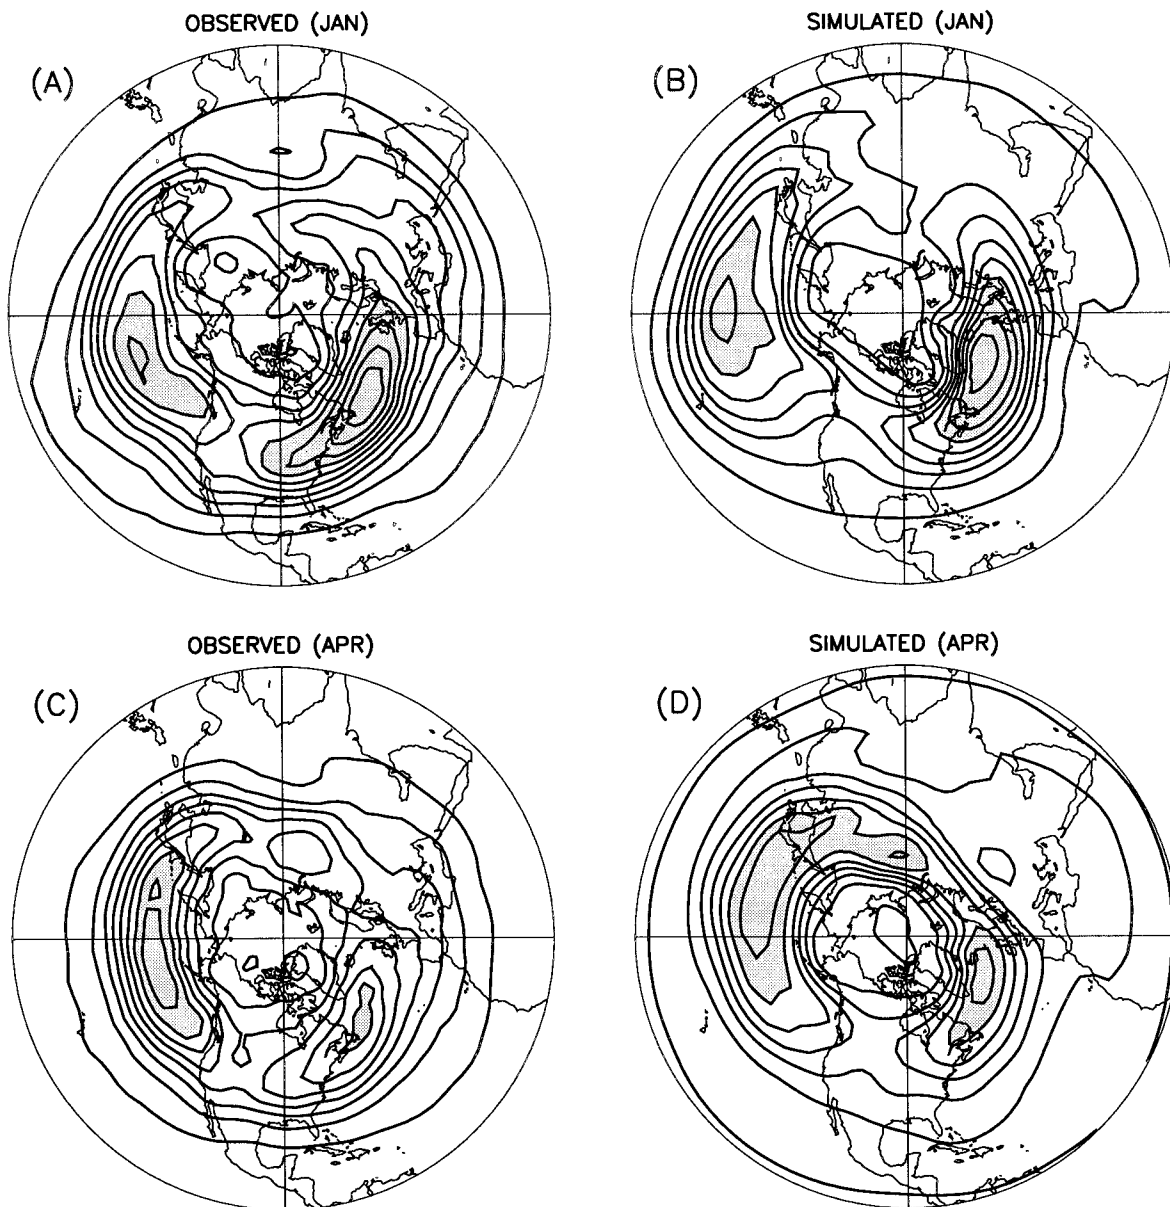 OBSERVED (JAN)
SIMULATED (JAN)
(A)
(B)
OBSERVED (APR)
SIMULATED (APR)
(C)
(D)